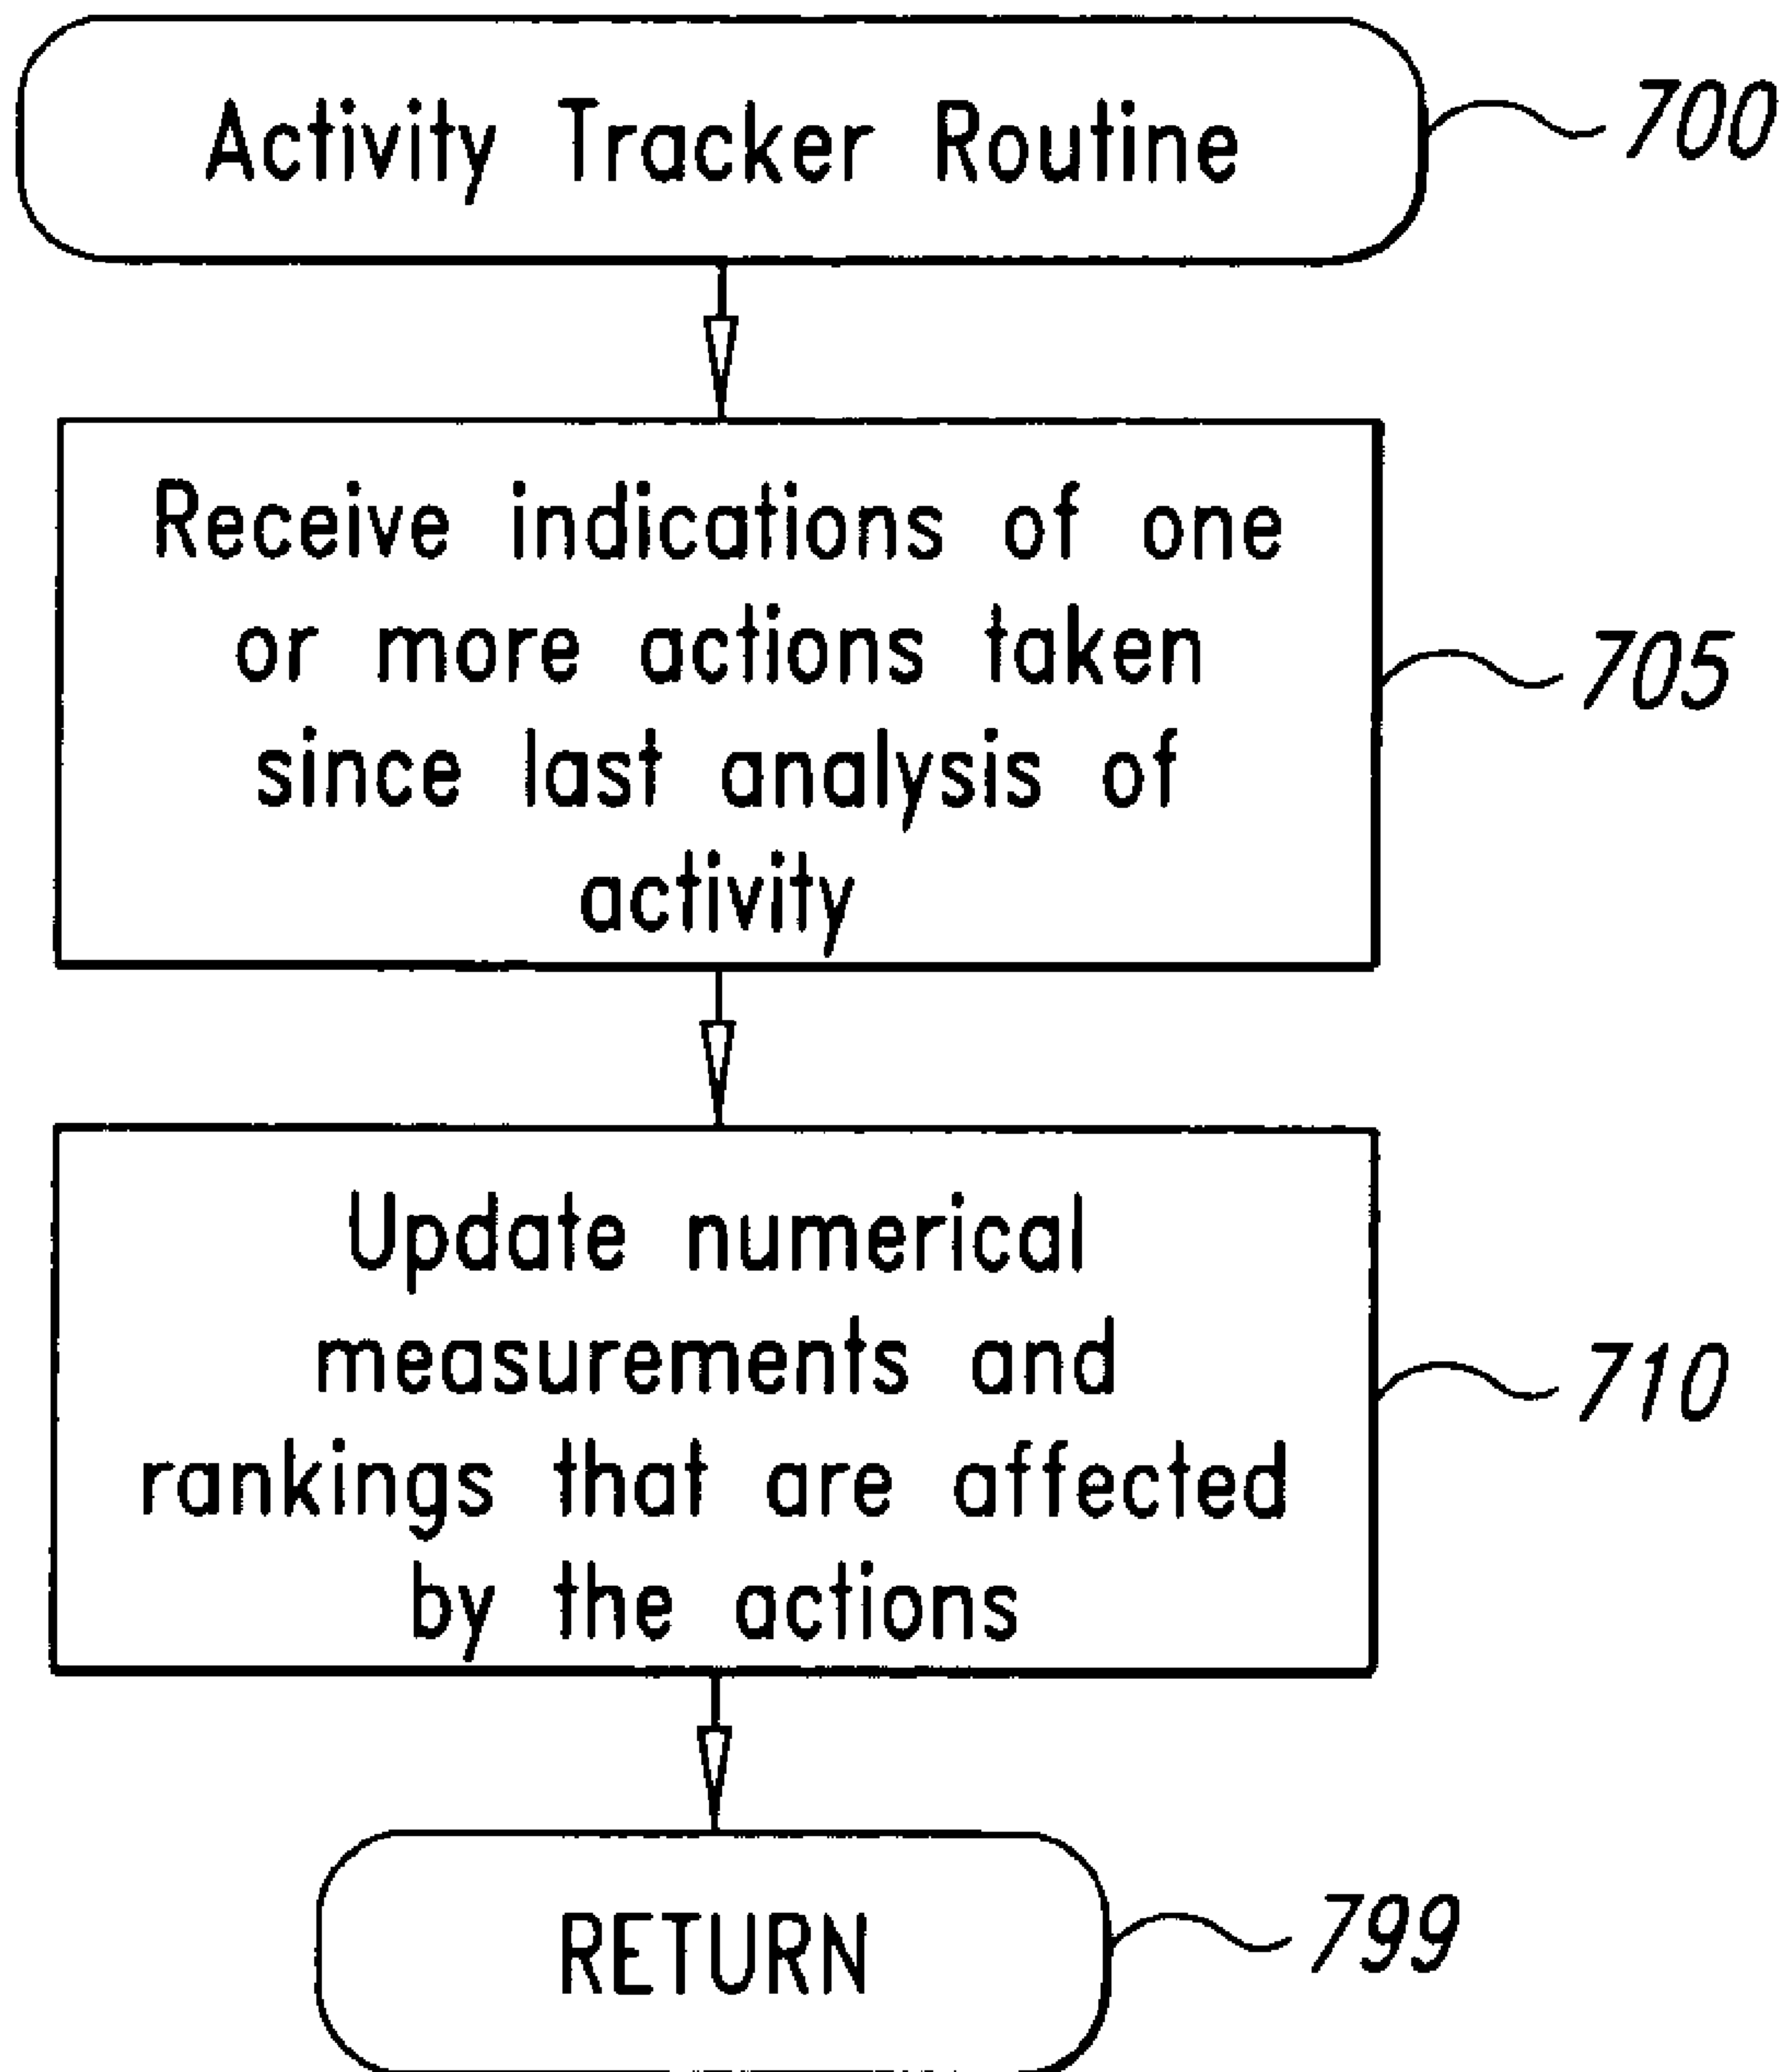 Activity Tracker Routine
700
Receive indications of one
or more actions taken
since last analysis of
activity
705
Update numerical
measurements and
rankings that are affected
by the actions
710
RETURN
799